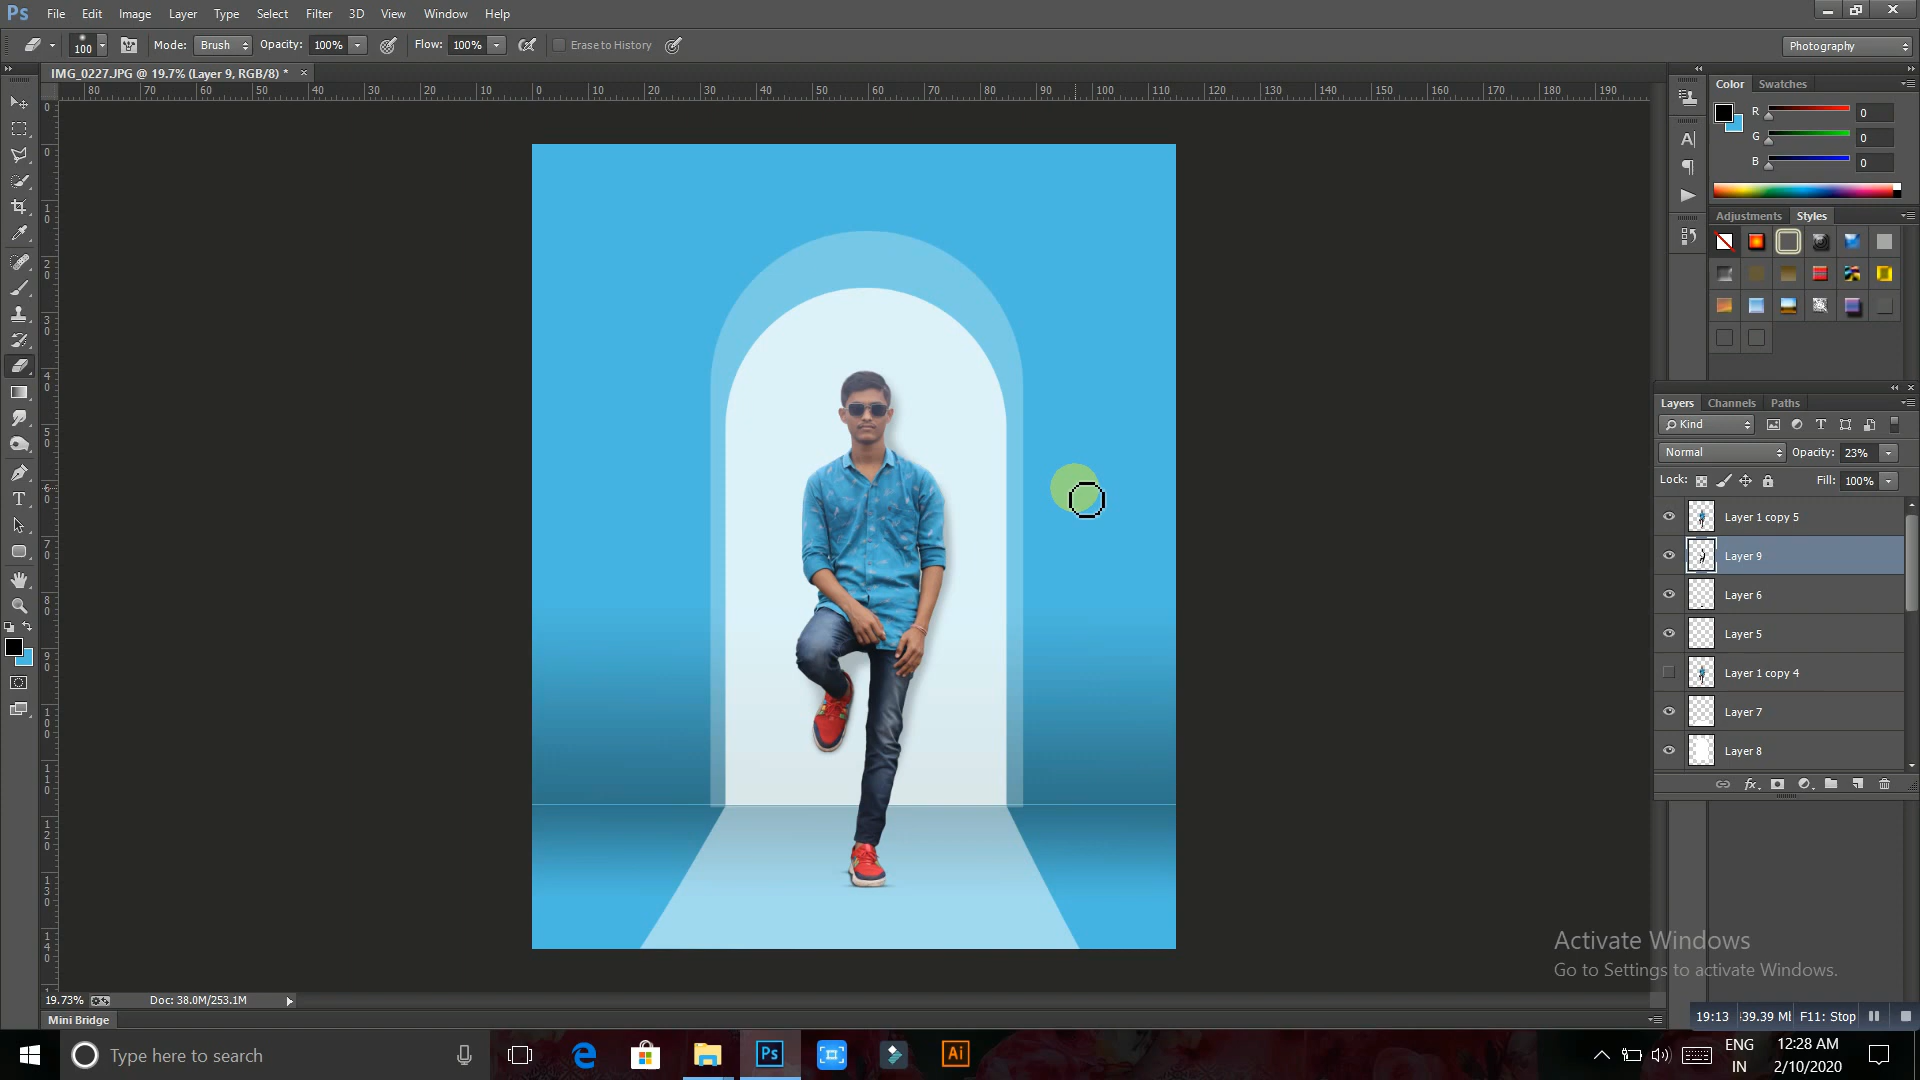 Ps File Edit Image Layer Type Select Filter 3D View Window Help
100 Mode: Brush Opacity: 100% Flow: 100% Erase to History Photography
IMG_0227.JPG @ 19.7% (Layer 9, RGB/8) * ×
80 70 60 50 40 30 20 10 0 10 20 30 40 50 60 70 80 90 100 110 120 130 140 150 160 170 180 190
Color Swatches
R 0
G 0
B 0
Adjustments Styles
Layers Channels Paths
Kind
Normal Opacity: 23%
Lock: Fill: 100%
Layer 1 copy 5
Layer 9
Layer 6
Layer 5
Layer 1 copy 4
Layer 7
Layer 8
Activate Windows
Go to Settings to activate Windows.
19.73% Doc: 38.0M/253.1M
Mini Bridge
19:13 F11: Stop
Type here to search
Ps Ai
ENG
IN
12:28 AM
2/10/2020